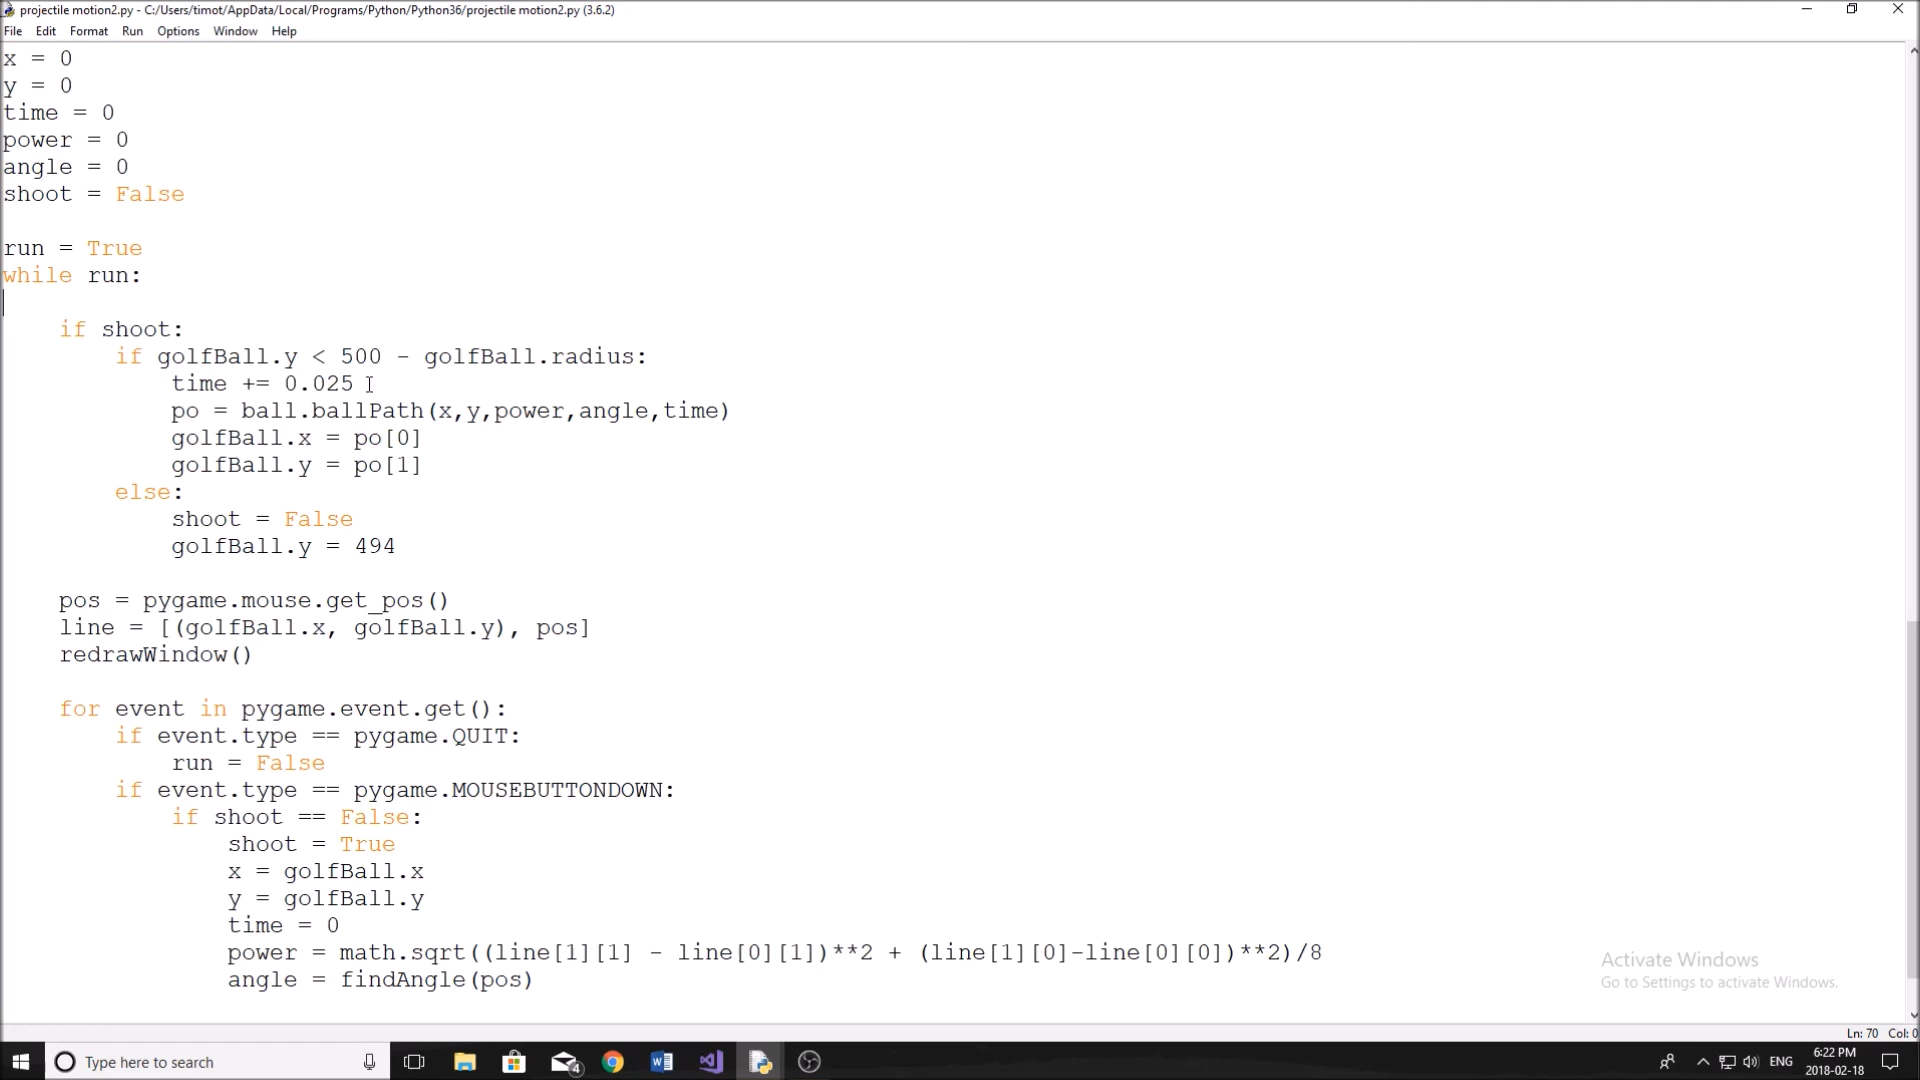 projectile motion2.py - C:/Users/timot/AppData/Local/Programs/Python/Python36/projectile motion2.py (3.6.2)
File Edit Format Run Options Window Help
x = 0
y = 0
time = 0
power = 0
angle = 0
shoot = False
run = True
while run:
if shoot:
if golfBall.y < 500 - golfBall.radius:
time += 0.025
po = ball.ballPath(x,y,power,angle,time)
golfBall.x = po[0]
golfBall.y = po[1]
else:
shoot = False
golfBall.y = 494
pos = pygame.mouse.get_pos()
line = [(golfBall.x, golfBall.y), pos]
redrawWindow()
for event in pygame.event.get():
if event.type == pygame.QUIT:
run = False
if event.type == pygame.MOUSEBUTTONDOWN:
if shoot == False:
shoot = True
x = golfBall.x
y = golfBall.y
time = 0
power = math.sqrt((line[1][1] - line[0][1])**2 + (line[1][0]-line[0][0])**2)/8
angle = findAngle(pos)
Activate Windows
Go to Settings to activate Windows.
Ln: 70 Col: 0
Type here to search
4
ENG
6:22 PM
2018-02-18